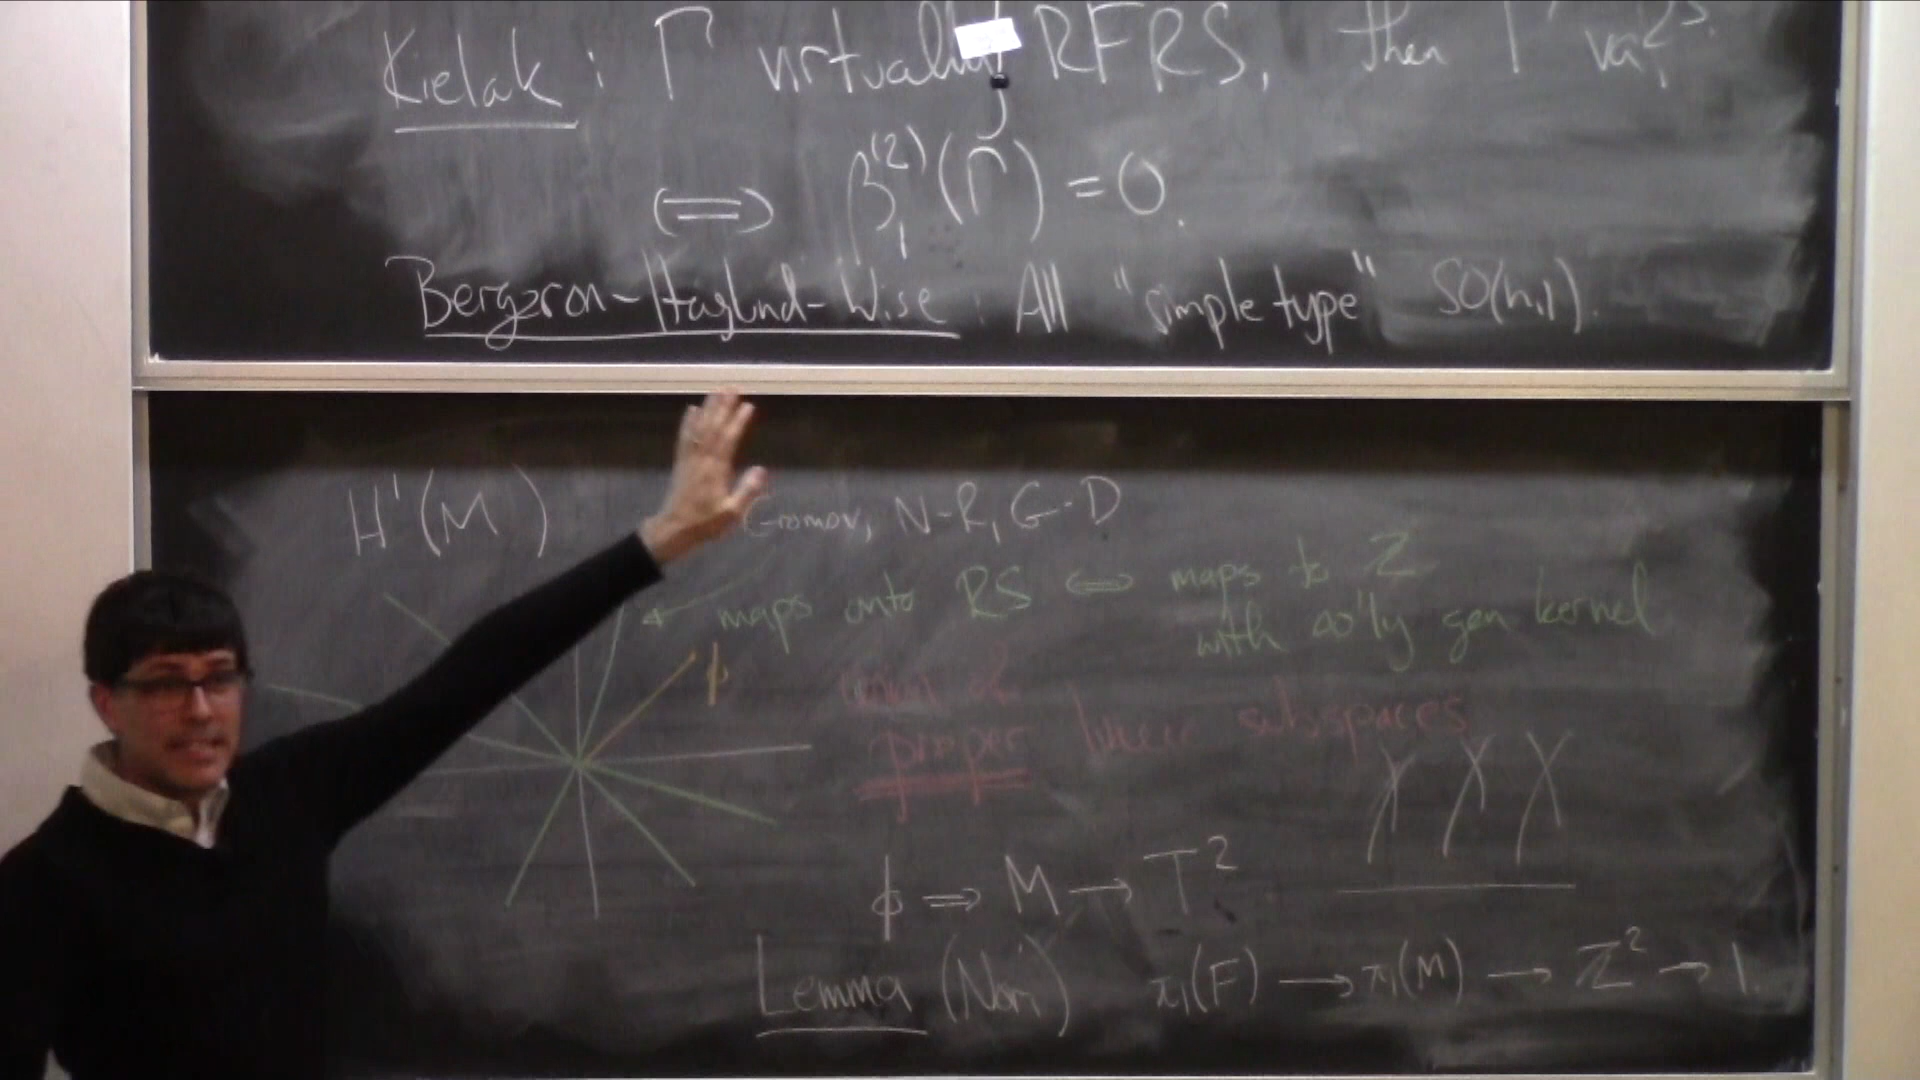 Kielak : Γ virtually RFRS, then Γ
⟺ β₁⁽²⁾(Γ) = 0.
Bergeron-Haglund-Wise : All "simple type" SO(n,1).
H¹(M) Gromov, N-R, G-D
maps onto RS ⟺ maps to ℤ
with ∞'ly gen kernel
ϕ
proper linear subspaces
ϕ ⟹ M → T²
Lemma (Nori) π₁(F) → π₁(M) → ℤ² → 1.